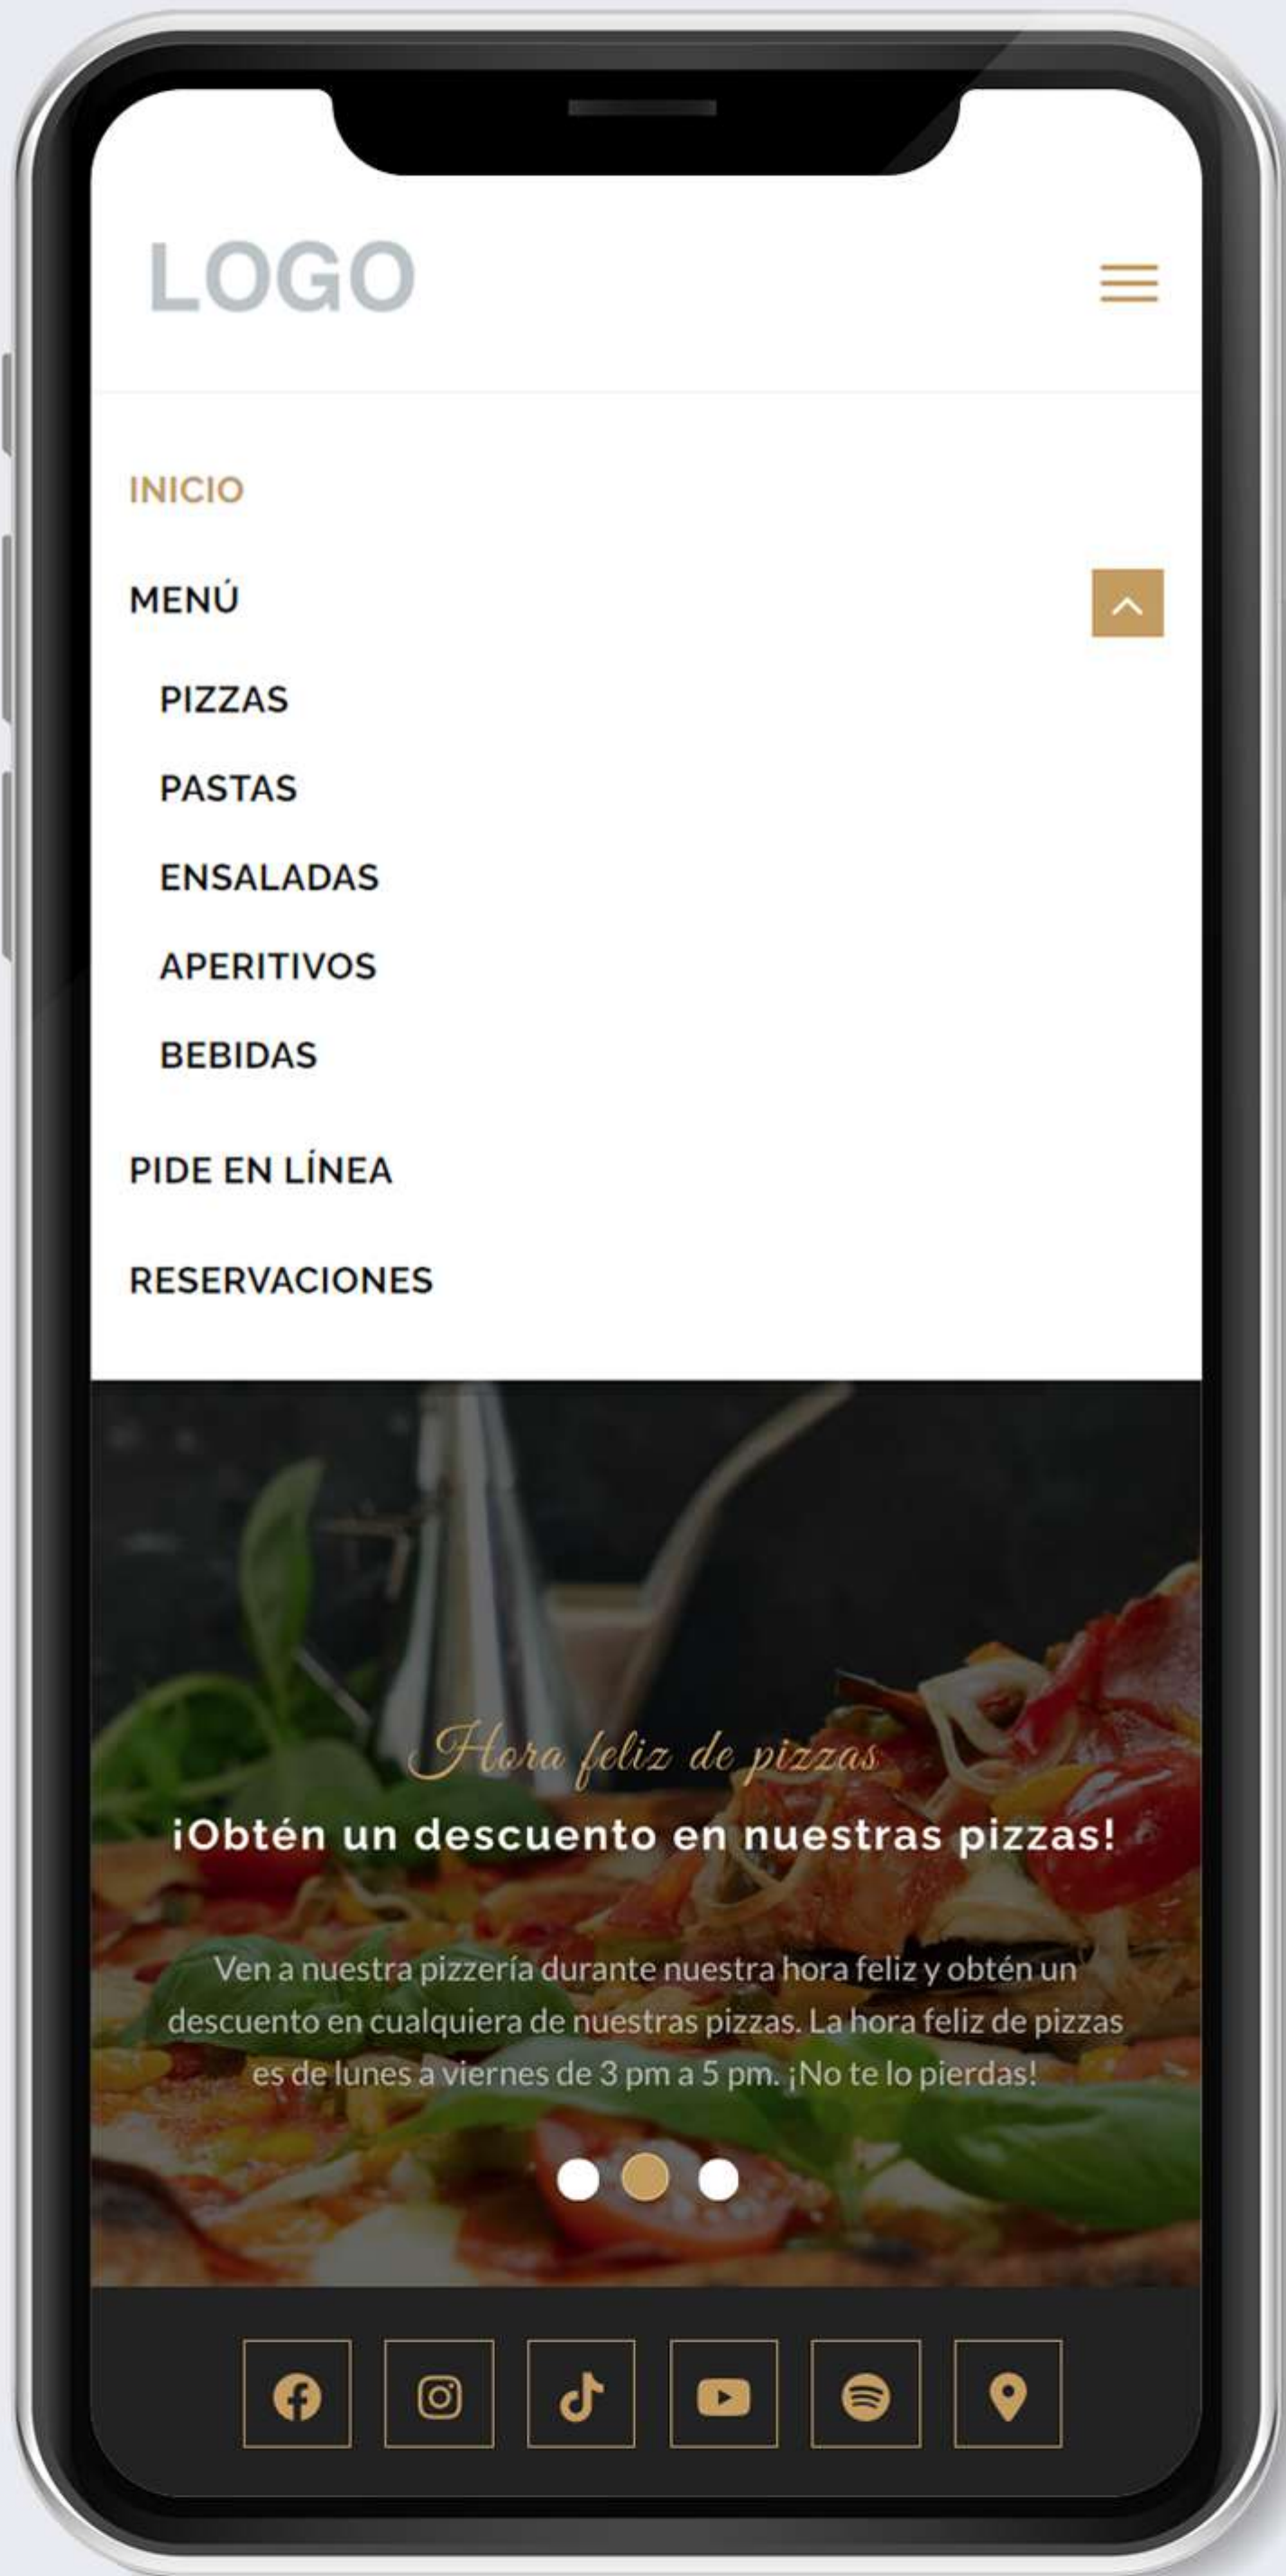 LOGO
INICIO
MENÚ
PIZZAS
PASTAS
ENSALADAS
APERITIVOS
BEBIDAS
PIDE EN LÍNEA
RESERVACIONES
Hora feliz de pizzas
¡Obtén un descuento en nuestras pizzas!
Ven a nuestra pizzería durante nuestra hora feliz y obtén un
descuento en cualquiera de nuestras pizzas. La hora feliz de pizzas
es de lunes a viernes de 3 pm a 5 pm. ¡No te lo pierdas!